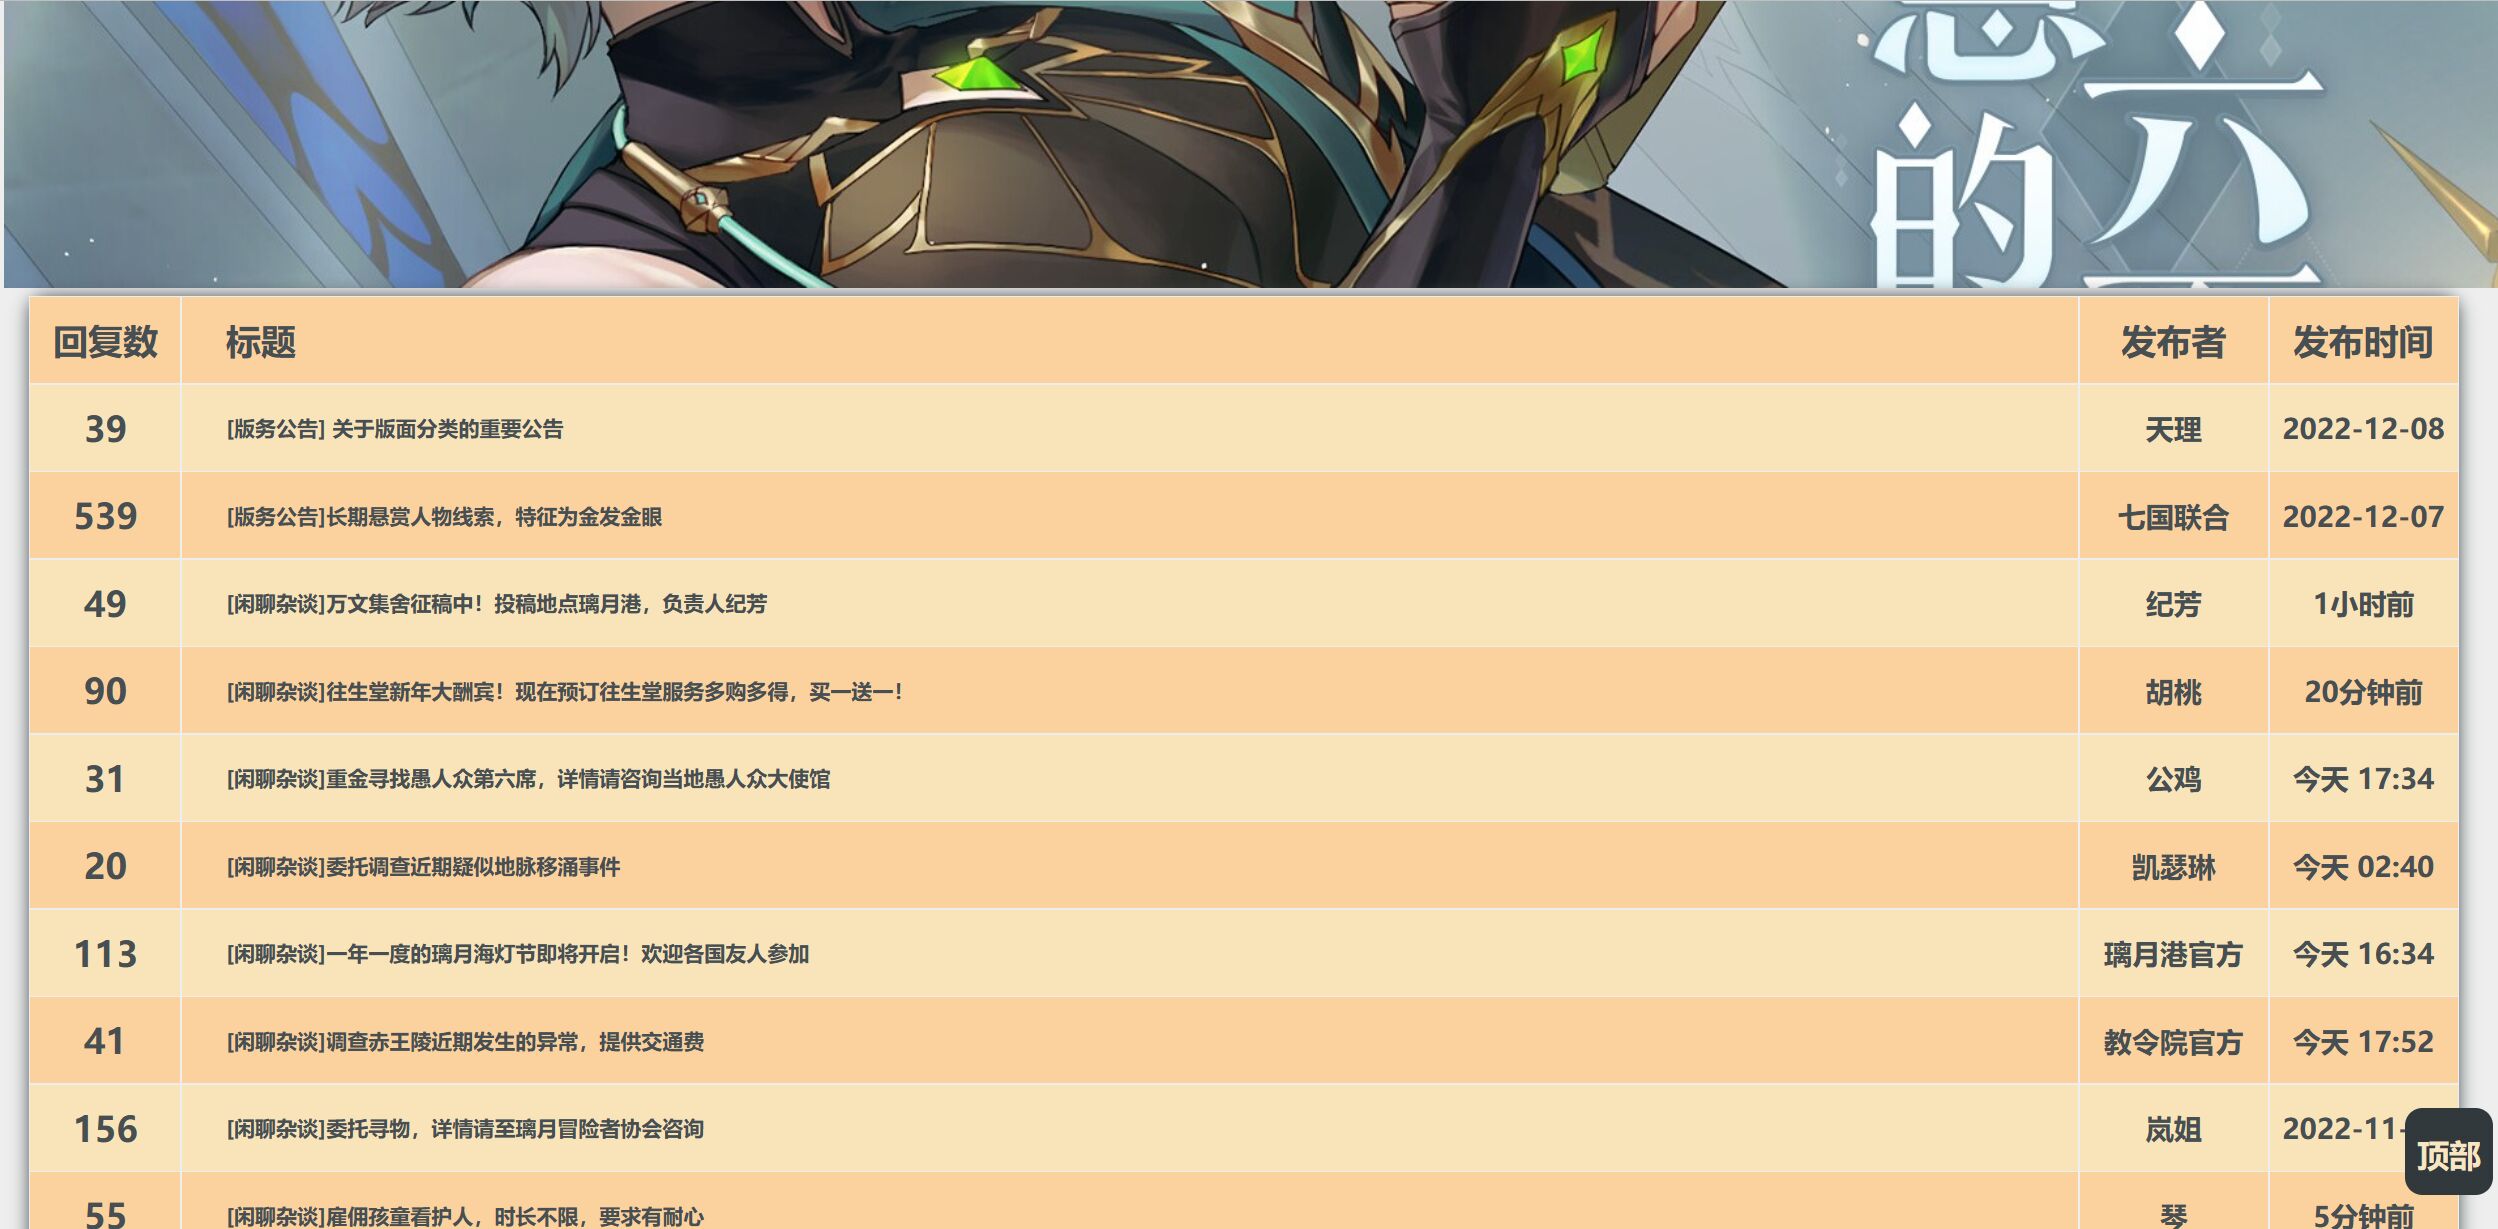 的
六
回复数 标题 发布者 发布时间
39 [版务公告] 关于版面分类的重要公告 天理 2022-12-08
539 [版务公告]长期悬赏人物线索，特征为金发金眼 七国联合 2022-12-07
49 [闲聊杂谈]万文集舍征稿中！投稿地点璃月港，负责人纪芳 纪芳 1小时前
90 [闲聊杂谈]往生堂新年大酬宾！现在预订往生堂服务多购多得，买一送一！ 胡桃 20分钟前
31 [闲聊杂谈]重金寻找愚人众第六席，详情请咨询当地愚人众大使馆 公鸡 今天 17:34
20 [闲聊杂谈]委托调查近期疑似地脉移涌事件 凯瑟琳 今天 02:40
113 [闲聊杂谈]一年一度的璃月海灯节即将开启！欢迎各国友人参加 璃月港官方 今天 16:34
41 [闲聊杂谈]调查赤王陵近期发生的异常，提供交通费 教令院官方 今天 17:52
156 [闲聊杂谈]委托寻物，详情请至璃月冒险者协会咨询 岚姐 2022-11-
顶部
55 [闲聊杂谈]雇佣孩童看护人，时长不限，要求有耐心 琴 5分钟前